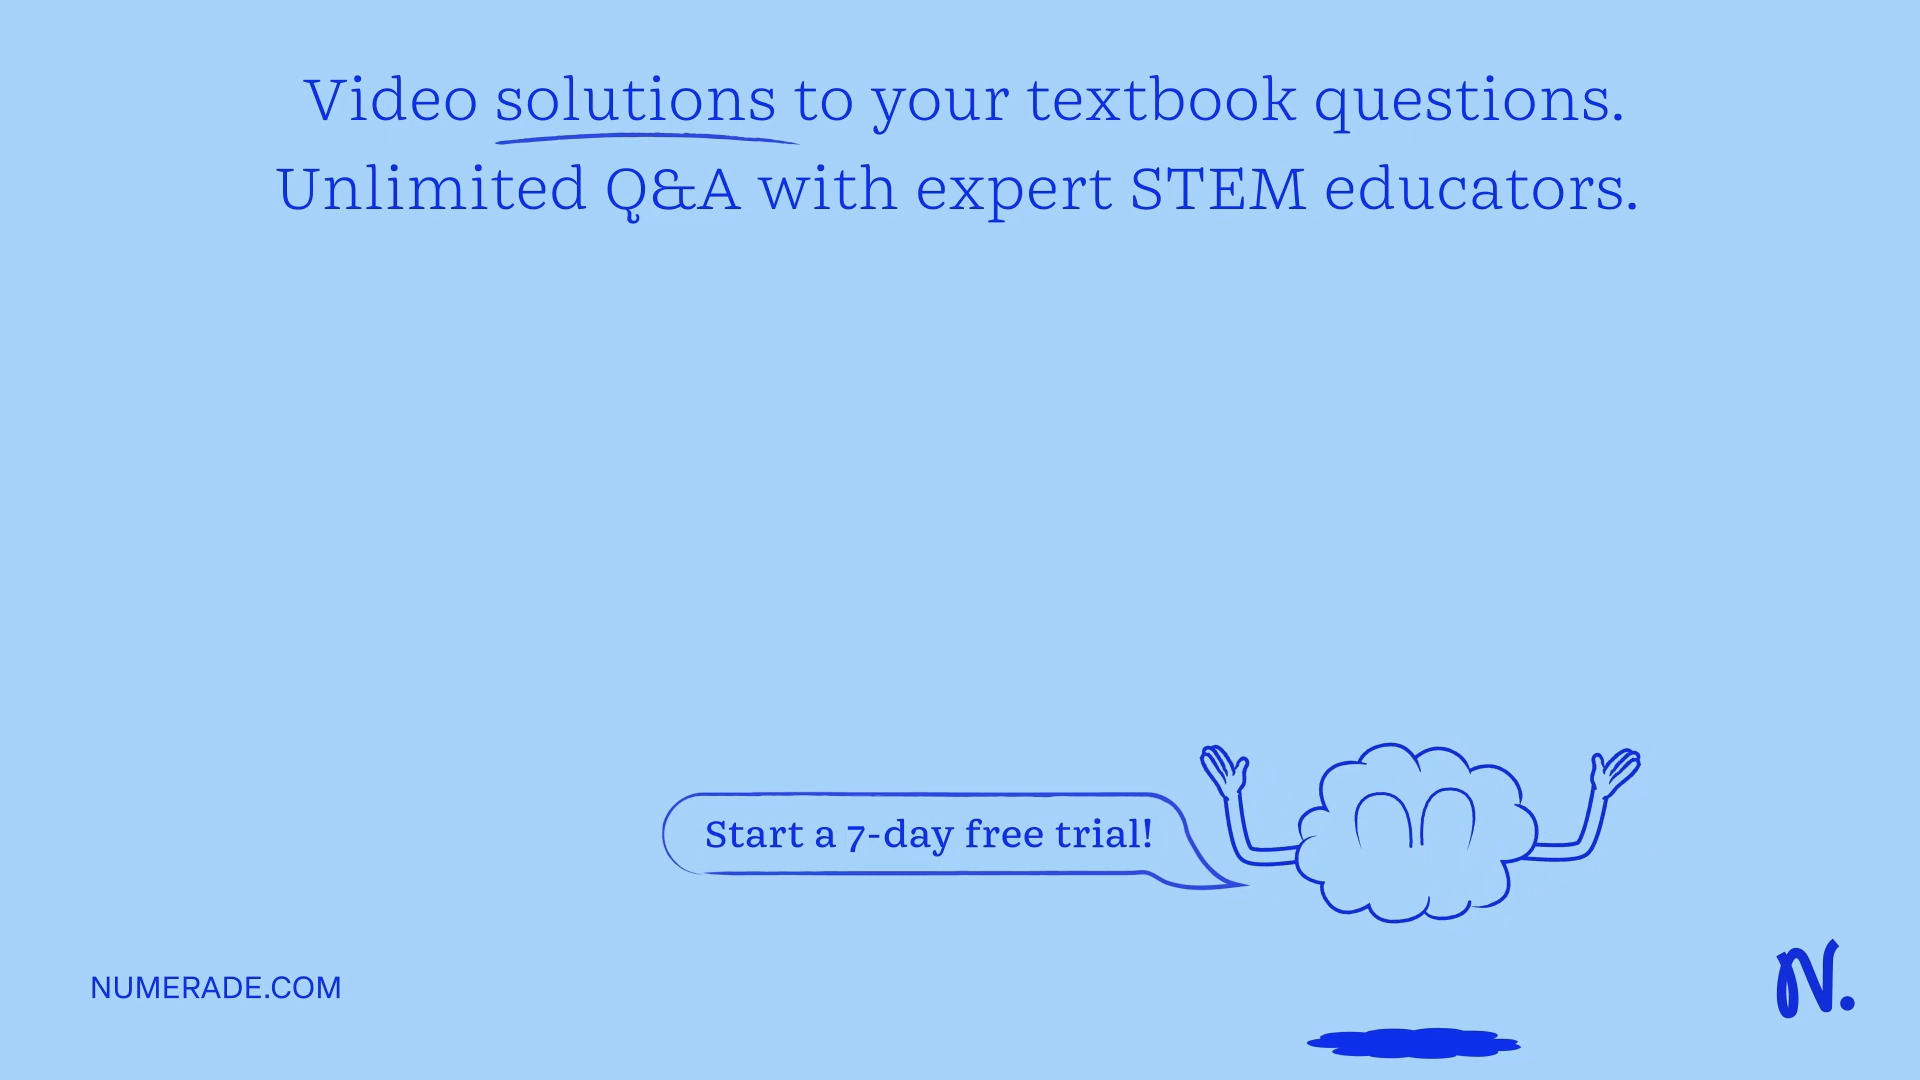 Video solutions to your textbook questions.
Unlimited Q&A with expert STEM educators.
Start a 7-day free trial!
NUMERADE.COM
N.